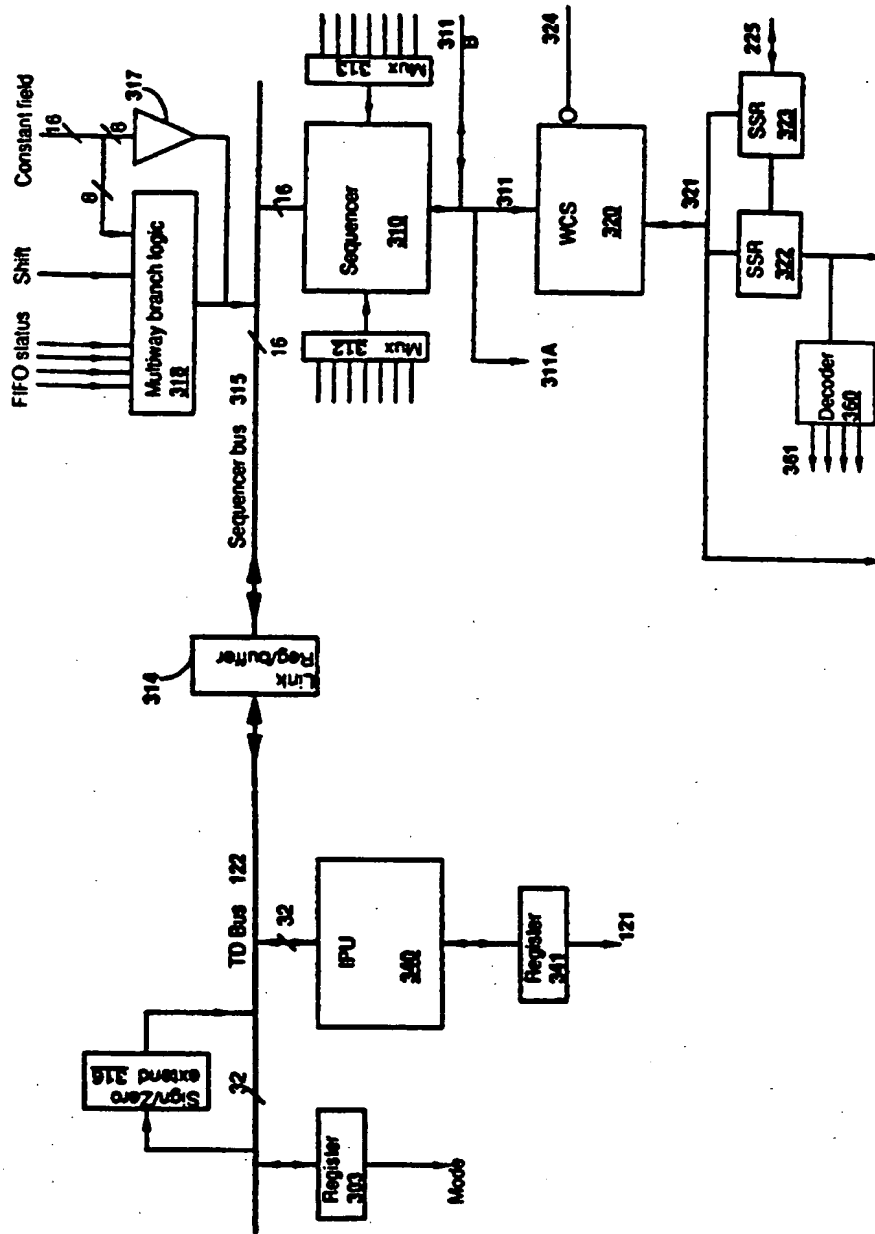 Constant field
16
8
317
8
Shift
FIFO status
Multiway branch logic
318
Sequencer bus 315
16
16
Mux 313
Sequencer
310
Mux 312
311
B
311
311A
324
WCS
320
321
SSR
323
225
SSR
322
Decoder
360
361
314
Link
Reg/buffer
TD Bus 122
32
IPU
340
Register
341
121
Sign/Zero
extend 316
32
Register
303
Mode